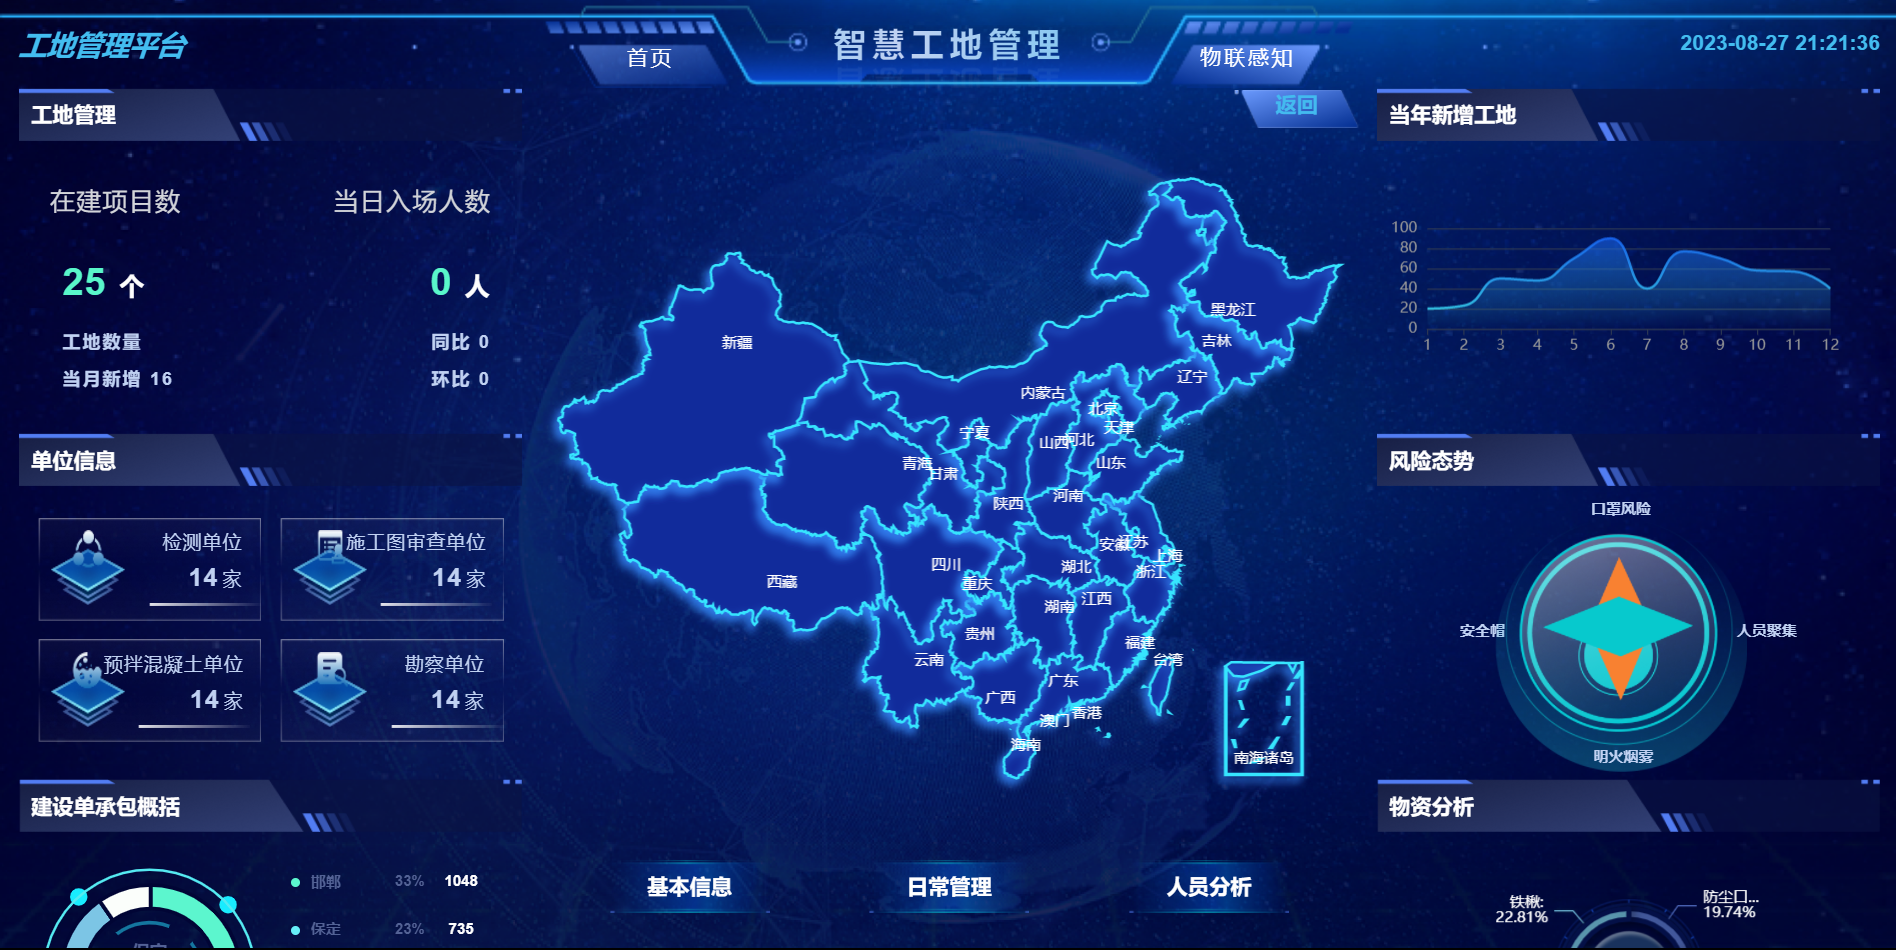 工地管理平台
首页
智慧工地管理
物联感知
2023-08-27 21:21:36
返回
工地管理
在建项目数
当日入场人数
25 个
0 人
工地数量
同比 0
当月新增 16
环比 0
单位信息
检测单位
14 家
施工图审查单位
14 家
预拌混凝土单位
14 家
勘察单位
14 家
建设单承包概括
邯郸 33% 1048
保定 23% 735
保定
黑龙江
新疆
吉林
辽宁
内蒙古
北京
天津
宁夏
山西
河北
青海
甘肃
山东
陕西
河南
安徽
江苏
上海
四川
湖北
浙江
西藏
重庆
湖南
江西
贵州
福建
云南
台湾
广东
广西
香港
澳门
海南
南海诸岛
基本信息
日常管理
人员分析
当年新增工地
100
80
60
40
20
0
1 2 3 4 5 6 7 8 9 10 11 12
风险态势
口罩风险
安全帽
人员聚集
明火烟雾
物资分析
铁楸:
22.81%
防尘口...
19.74%